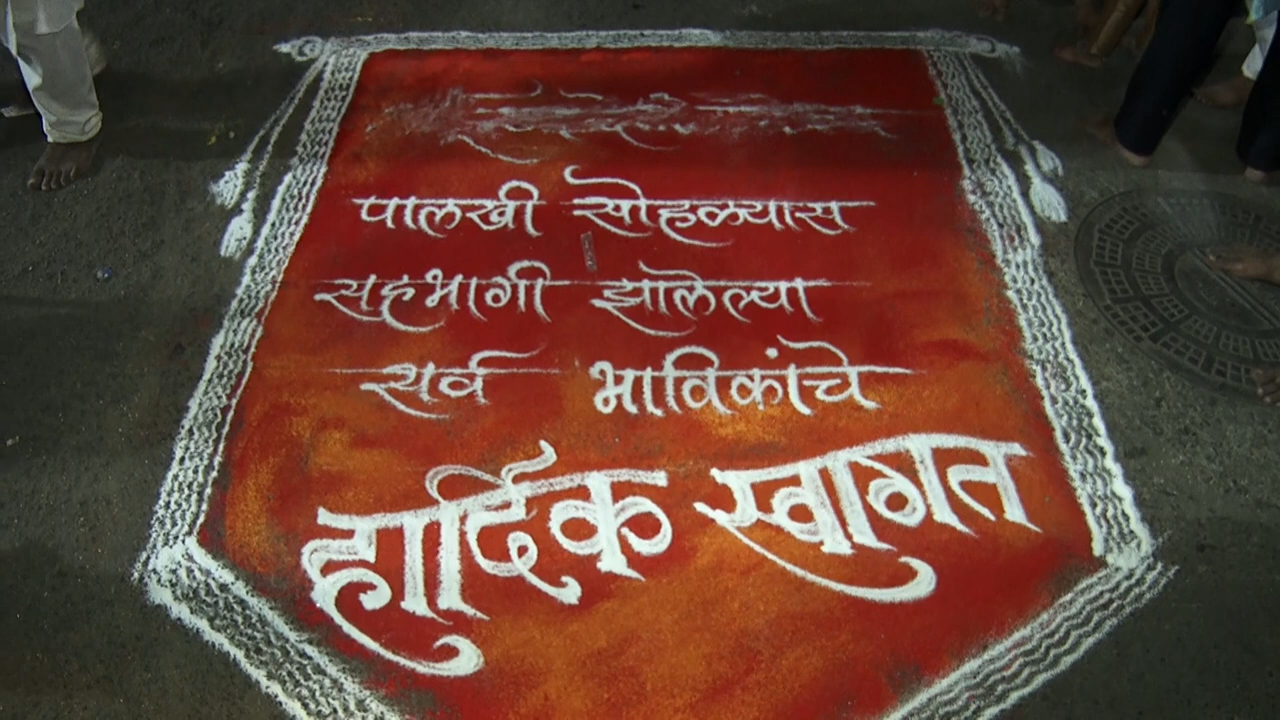 पालखी सोहळ्यास
सहभागी झालेल्या
सर्व भाविकांचे
हार्दिक स्वागत